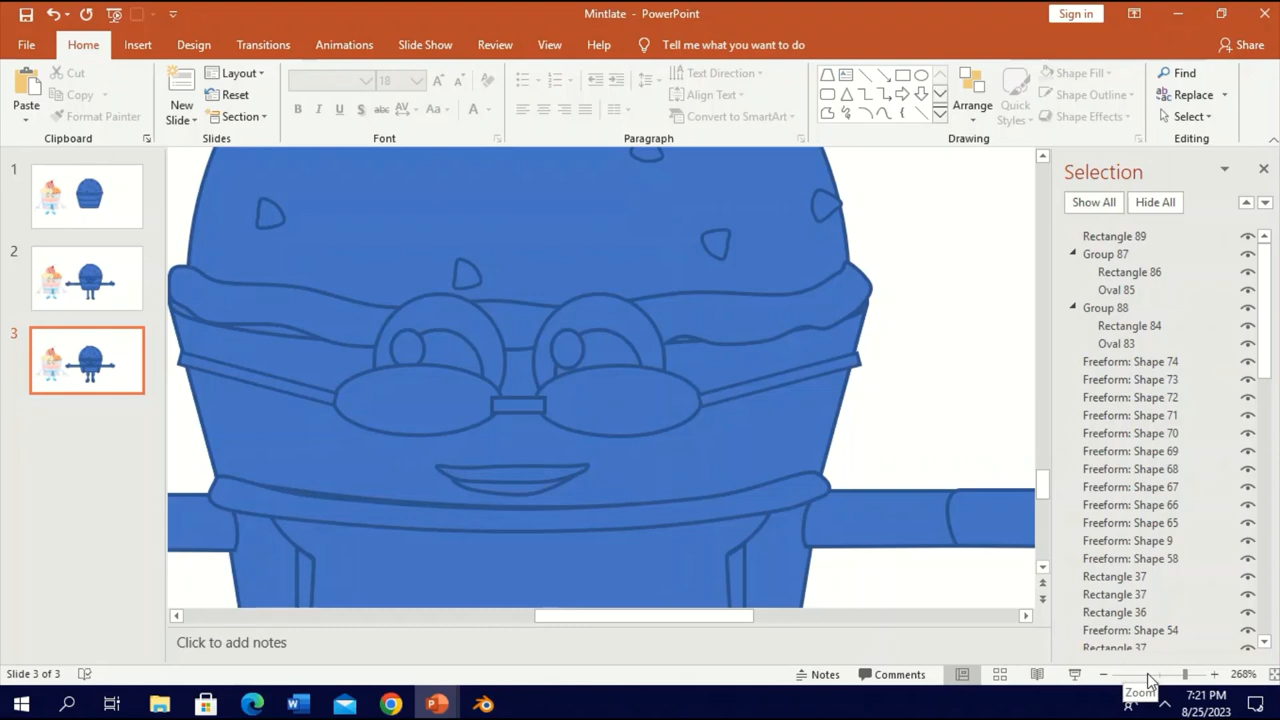 Mintlate - PowerPoint
Sign in
File Home Insert Design Transitions Animations Slide Show Review View Help Tell me what you want to do Share
Paste
Cut
Copy
Format Painter
Clipboard
New
Slide
Layout
Reset
Section
Slides
18
B I U S abc AV Aa A
Font
Text Direction
Align Text
Convert to SmartArt
Paragraph
Arrange
Quick
Styles
Shape Fill
Shape Outline
Shape Effects
Drawing
Find
Replace
Select
Editing
1
2
3
Selection
Show All Hide All
Rectangle 89
Group 87
Rectangle 86
Oval 85
Group 88
Rectangle 84
Oval 83
Freeform: Shape 74
Freeform: Shape 73
Freeform: Shape 72
Freeform: Shape 71
Freeform: Shape 70
Freeform: Shape 69
Freeform: Shape 68
Freeform: Shape 67
Freeform: Shape 66
Freeform: Shape 65
Freeform: Shape 9
Freeform: Shape 58
Rectangle 37
Rectangle 37
Rectangle 36
Freeform: Shape 54
Rectangle 37
Click to add notes
Slide 3 of 3
Notes Comments 268%
Zoom
7:21 PM
8/25/2023